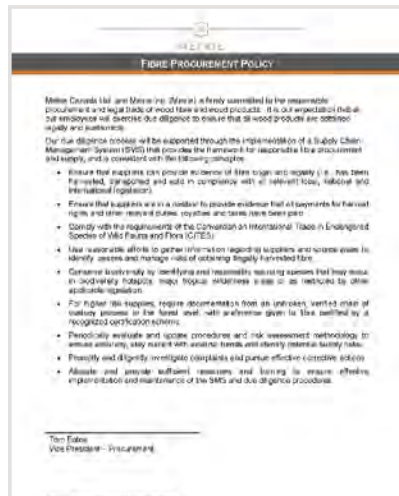 METRIE
FIBRE PROCUREMENT POLICY
Metrie Canada Ltd. and Metrie Inc. (Metrie) is firmly committed to the responsible
procurement and legal trade of wood fibre and wood products. It is our expectation that all
our employees will exercise due diligence to ensure that all wood products are obtained
legally and sustainably.
Our due diligence process will be supported through the implementation of a Supply Chain
Management System (SMS) that provides the framework for responsible fibre procurement
and supply, and is consistent with the following principles:
• Ensure that suppliers can provide evidence of fibre origin and legality (i.e., has been
harvested, transported and sold in compliance with all relevant local, national and
international legislation)
• Ensure that suppliers are in a position to provide evidence that all payments for harvest
rights and other relevant duties, royalties and taxes have been paid
• Comply with the requirements of the Convention on International Trade in Endangered
Species of Wild Fauna and Flora (CITES)
• Use reasonable efforts to gather information regarding suppliers and source areas to
identify, assess and manage risks of obtaining illegally harvested fibre
• Conserve biodiversity by identifying and responsibly sourcing species that may occur
in biodiversity hotspots, major tropical wilderness areas or as restricted by other
applicable legislation
• For higher risk supplies, require documentation from an unbroken, verified chain of
custody process to the forest level, with preference given to fibre certified by a
recognized certification scheme
• Periodically evaluate and update procedures and risk assessment methodology to
ensure accuracy, stay current with evolving trends and identify potential supply risks
• Promptly and diligently investigate complaints and pursue effective corrective actions
• Allocate and provide sufficient resources and training to ensure effective
implementation and maintenance of the SMS and due diligence procedures.
Vice President – Procurement